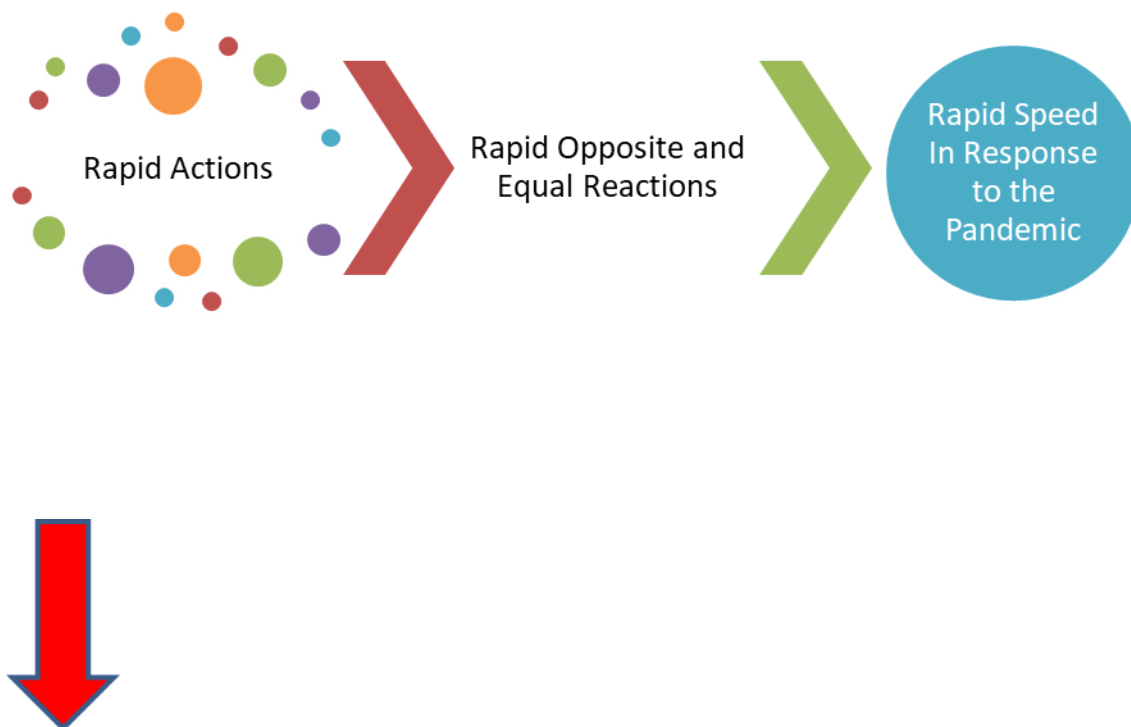 Rapid Actions
Rapid Opposite and
Equal Reactions
Rapid Speed
In Response
to the
Pandemic